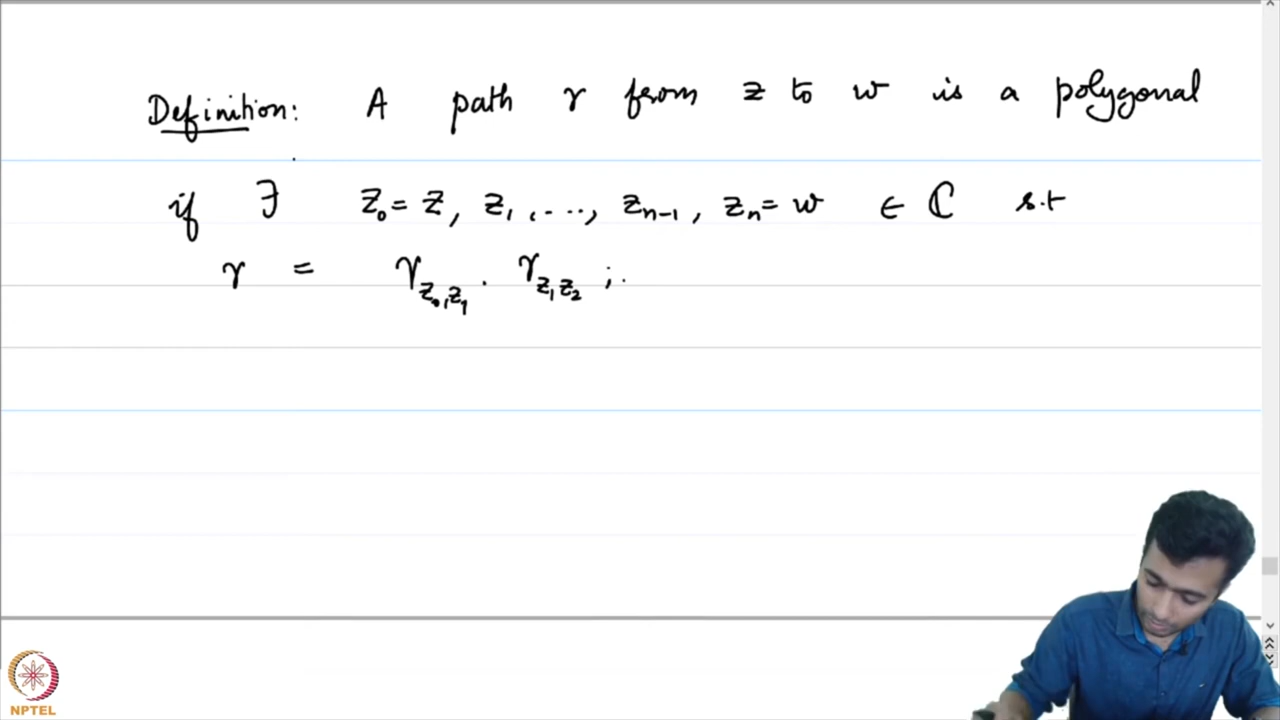 Definition: A path γ from z to w is a polygonal
if ∃ z₀ = z, z₁, ..., zₙ₋₁, zₙ = w ∈ ℂ s.t
γ = γ_{z₀,z₁} · γ_{z₁z₂} ; .
NPTEL